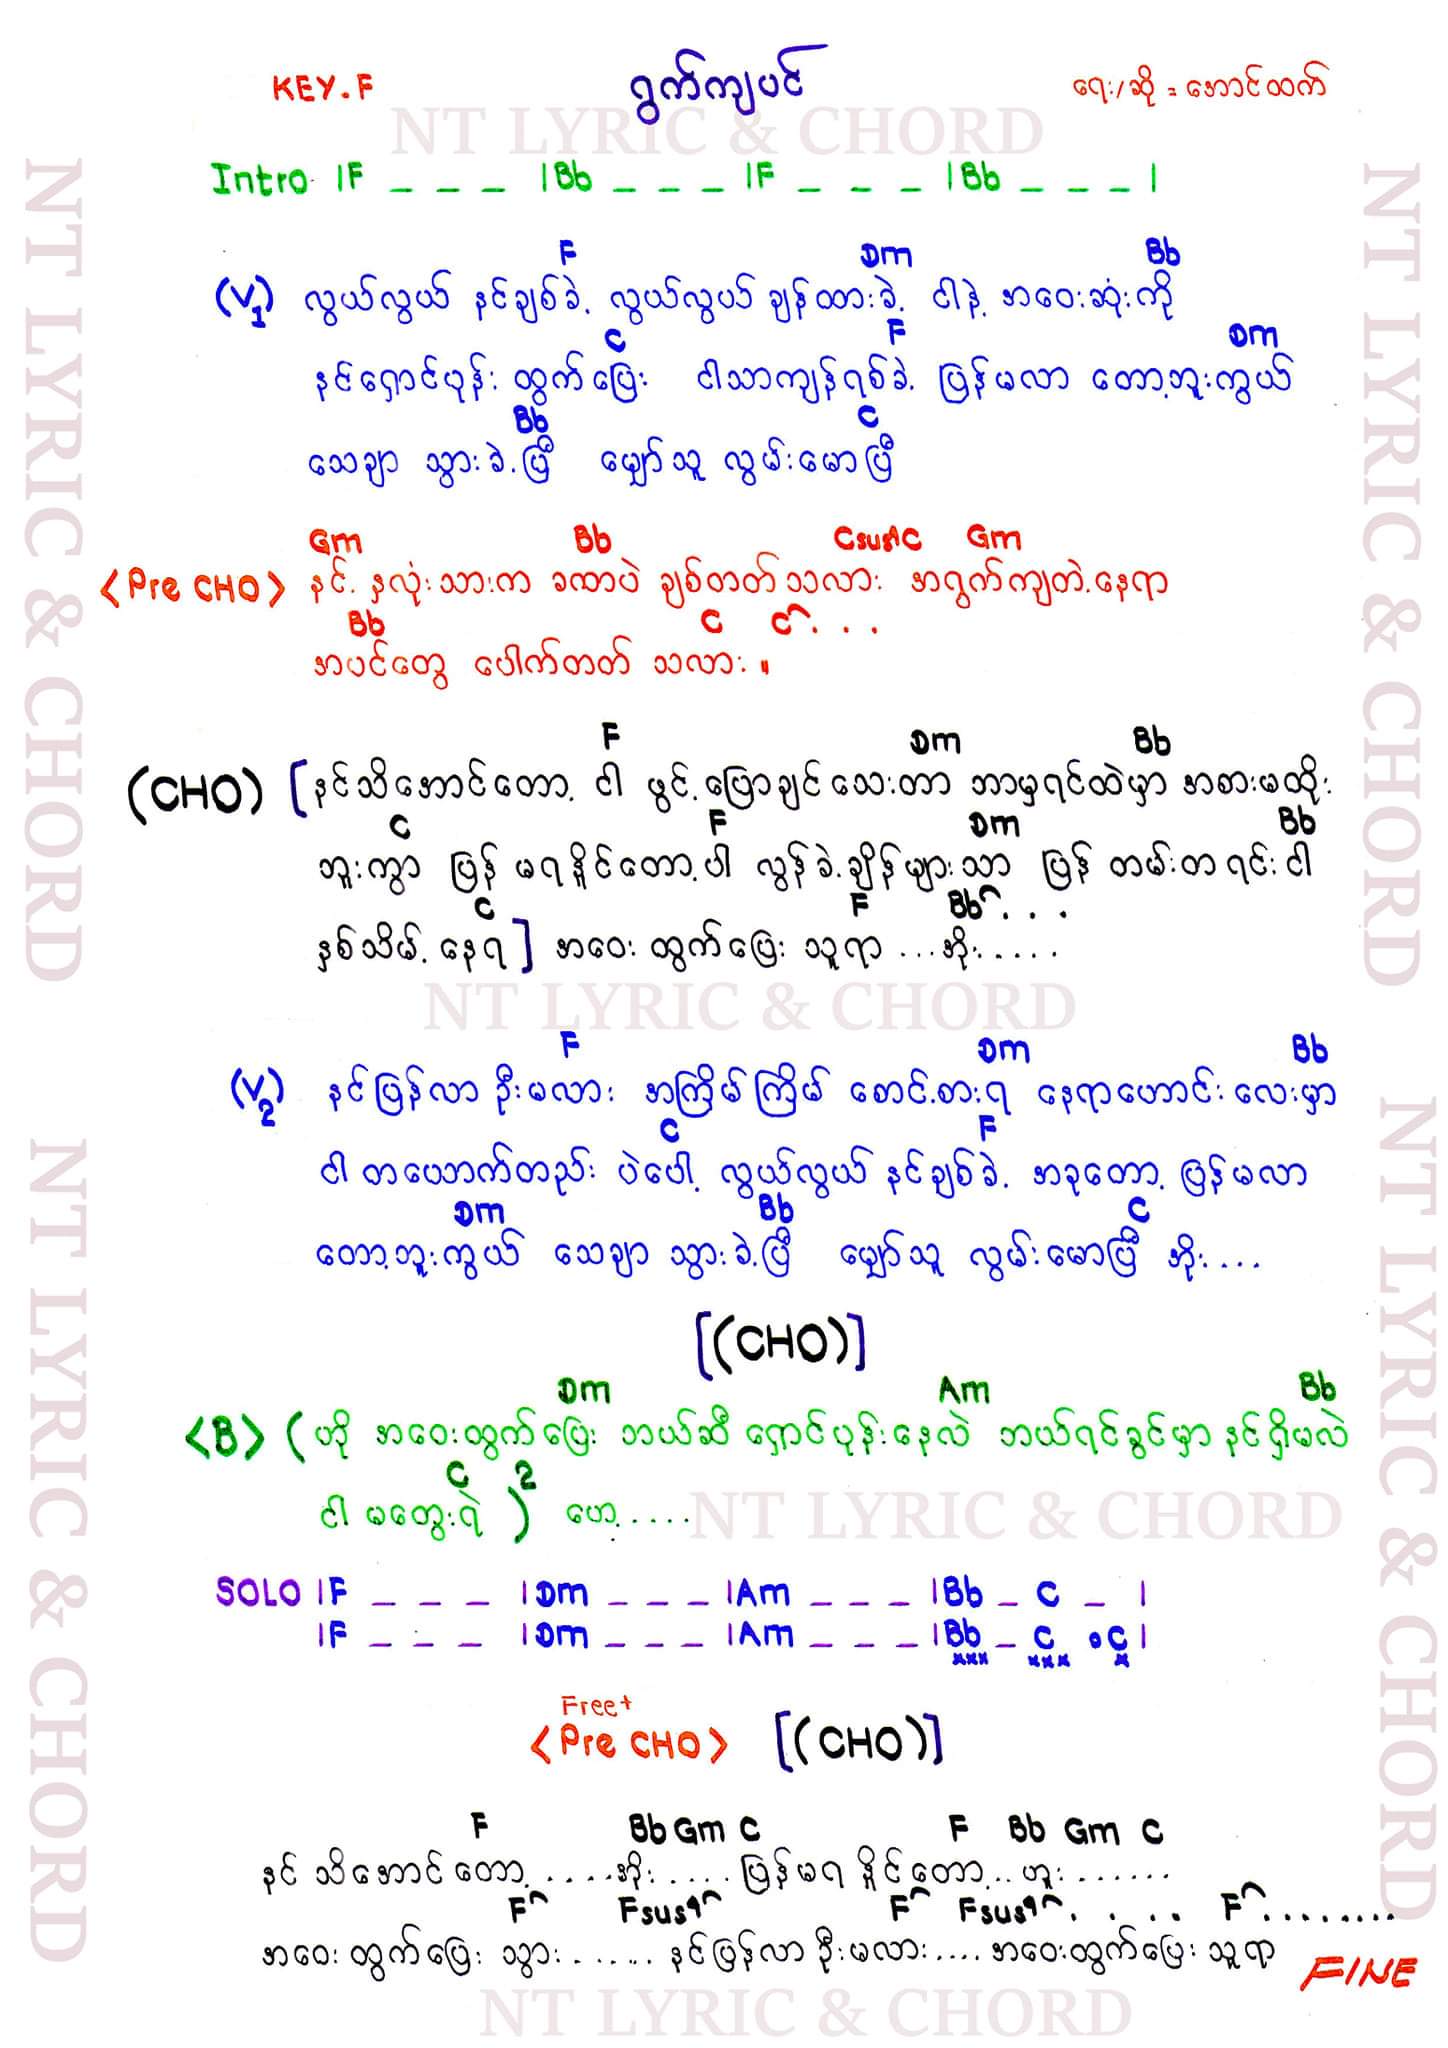 KEY.F ရွက်ကျပင် ရေး/ဆို = အောင်ထက်
NT LYRIC & CHORD
Intro |F _ _ _ |Bb _ _ _ |F _ _ _ |Bb _ _ _ |
F Dm Bb
(V1) လွယ်လွယ် နင်ချစ်ခဲ့ လွယ်လွယ် ချန်ထားခဲ့ ငါနဲ့ အဝေးဆုံးကို
C F Dm
နင်ရှောင်ပုန်း ထွက်ပြေး ငါသာကျန်ရစ်ခဲ့ ပြန်မလာ တော့ဘူးကွယ်
Bb C
သေချာ သွားခဲ့ပြီ မျှော်သူ လွမ်းမောပြီ
Gm Bb Csus4C Gm
<Pre CHO> နင့် နှလုံးသားက ခဏပဲ ချစ်တတ်သလား အရွက်ကျတဲ့နေရာ
Bb C C^...
အပင်တွေ ပေါက်တတ် သလား ။
F Dm Bb
(CHO) [နင်သိအောင်တော့ ငါ ဖွင့်ပြောချင်သေးတာ ဘာမှရင်ထဲမှာ အစားမထိုး
C F Dm Bb
ဘူးကွာ ပြန် မရနိုင်တော့ပါ လွန်ခဲ့ချိန်များသာ ပြန် တမ်းတရင်း ငါ
C F Bb^...
နှစ်သိမ့် နေရ] အဝေး ထွက်ပြေး သူရာ ...အိုး.....
NT LYRIC & CHORD
F Dm Bb
(V2) နင်ပြန်လာ ဦးမလား အကြိမ်ကြိမ် စောင့်စားရ နေရာဟောင်း လေးမှာ
C F
ငါ တယောက်တည်း ပဲပေါ့ လွယ်လွယ် နင်ချစ်ခဲ့ အခုတော့ ပြန်မလာ
Dm Bb C
တော့ဘူးကွယ် သေချာ သွားခဲ့ပြီ မျှော်သူ လွမ်းမောပြီ အိုး....
[(CHO)]
Dm Am Bb
<B> (ဟို အဝေးထွက်ပြေး ဘယ်ဆီ ရှောင်ပုန်းနေလဲ ဘယ်ရင်ခွင်မှာ နင်ရှိမလဲ
C 2
ငါ မတွေးရဲ ) ဟေ့....
NT LYRIC & CHORD
SOLO |F _ _ _ |Dm _ _ _ |Am _ _ _ |Bb _ C _ |
|F _ _ _ |Dm _ _ _ |Am _ _ _ |Bb _ C •C|
xxx xxx x
Free+
<Pre CHO> [(CHO)]
F Bb Gm C F Bb Gm C
နင် သိအောင် တော့.....အိုး..... ပြန်မရ နိုင်တော့...ဟူး.......
F^ Fsus4^ F^ Fsus4^.... F^........
အဝေး ထွက်ပြေး သွား...... နင်ပြန်လာ ဦးမလား.... အဝေးထွက်ပြေး သူရာ
FINE
NT LYRIC & CHORD
NT LYRIC & CHORD
NT LYRIC & CHORD
NT LYRIC & CHORD
NT LYRIC & CHORD